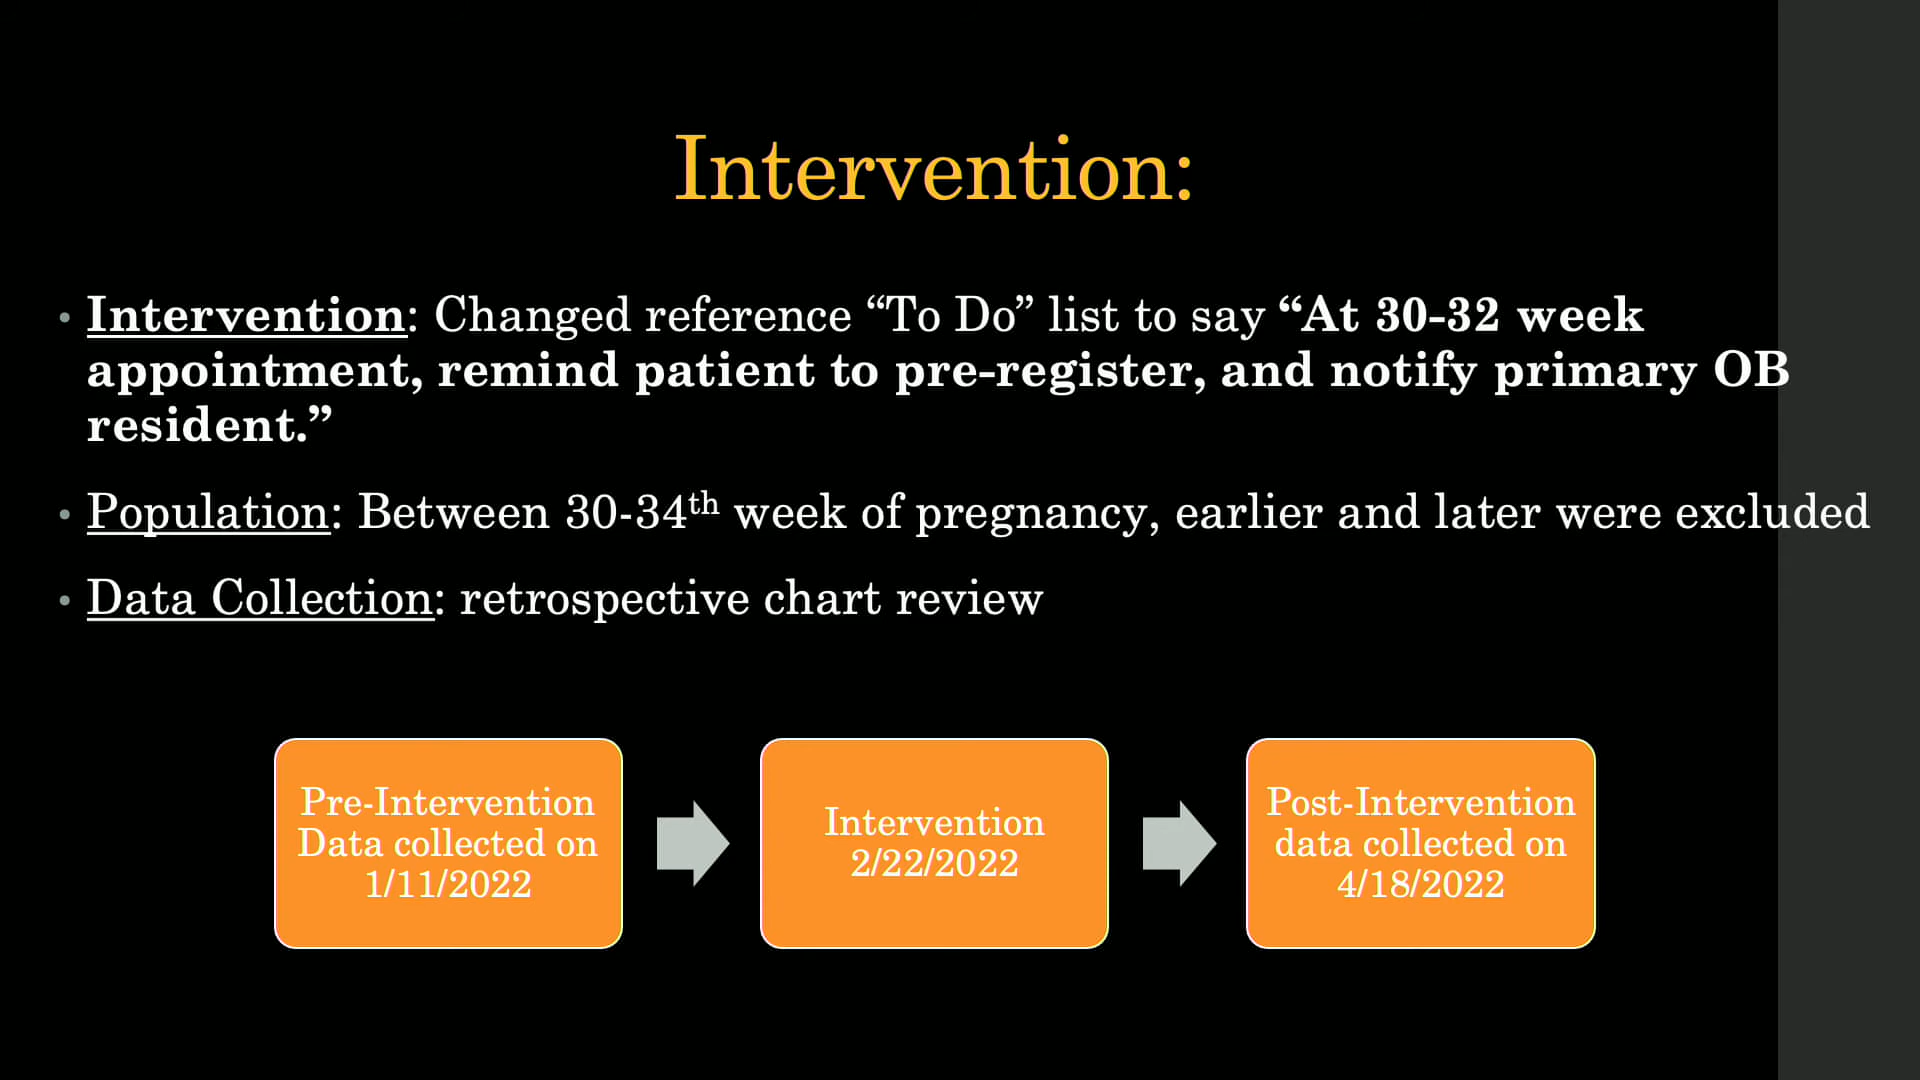 Intervention:
• Intervention: Changed reference “To Do” list to say “At 30-32 week
appointment, remind patient to pre-register, and notify primary OB
resident.”
• Population: Between 30-34th week of pregnancy, earlier and later were excluded
• Data Collection: retrospective chart review
Pre-Intervention
Data collected on
1/11/2022
Intervention
2/22/2022
Post-Intervention
data collected on
4/18/2022